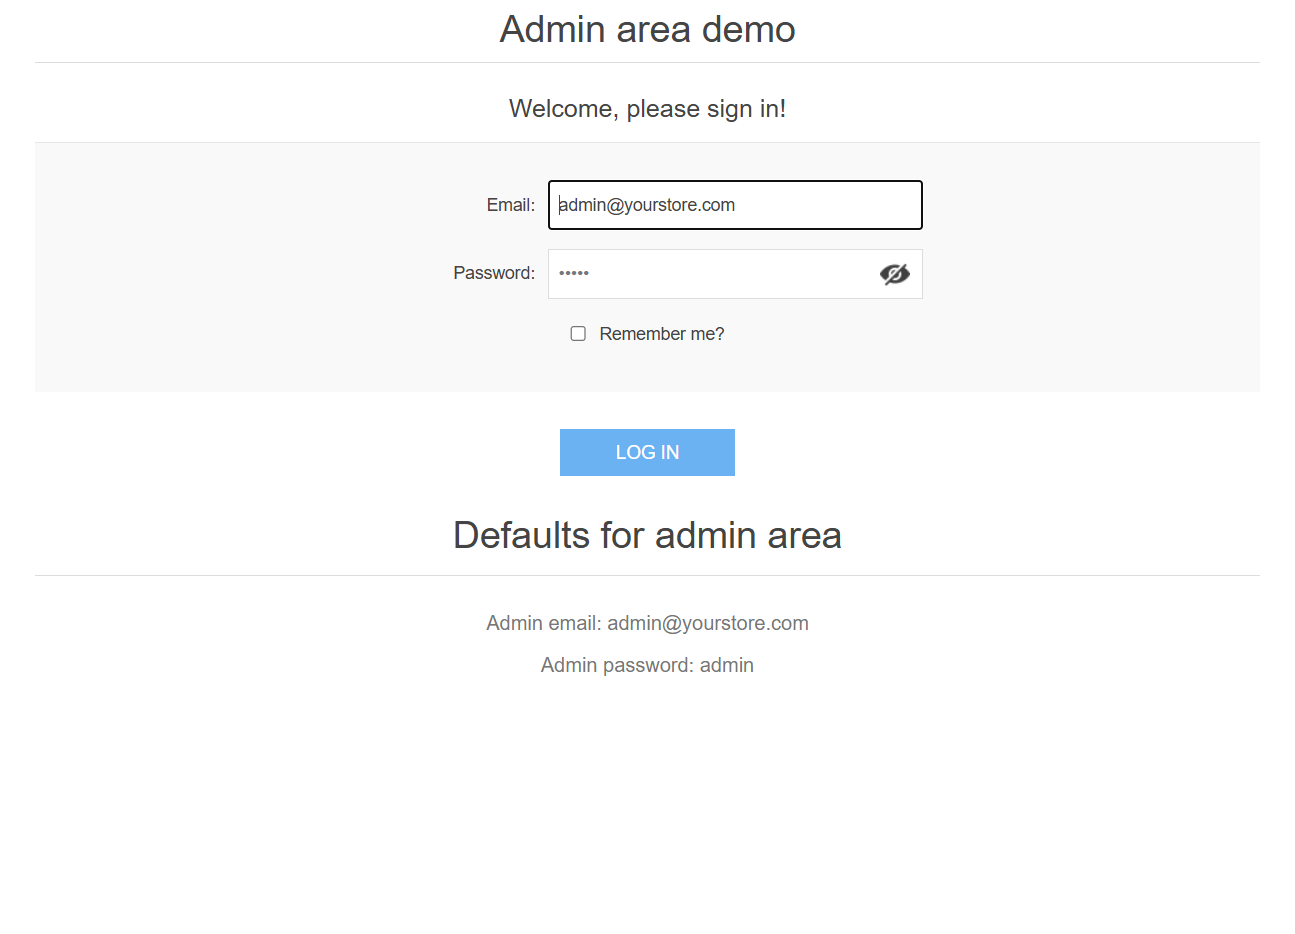 Admin area demo
Welcome, please sign in!
Email: admin@yourstore.com
Password: •••••
Remember me?
LOG IN
Defaults for admin area
Admin email: admin@yourstore.com
Admin password: admin